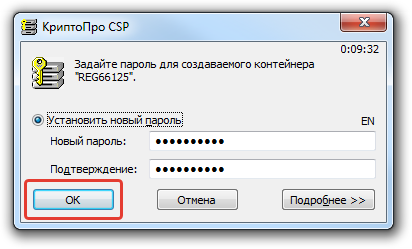 КриптоПро CSP
0:09:32
Задайте пароль для создаваемого контейнера
"REG66125".
Установить новый пароль
EN
Новый пароль:
••••••••••
Подтверждение:
••••••••••
OK
Отмена
Подробнее >>